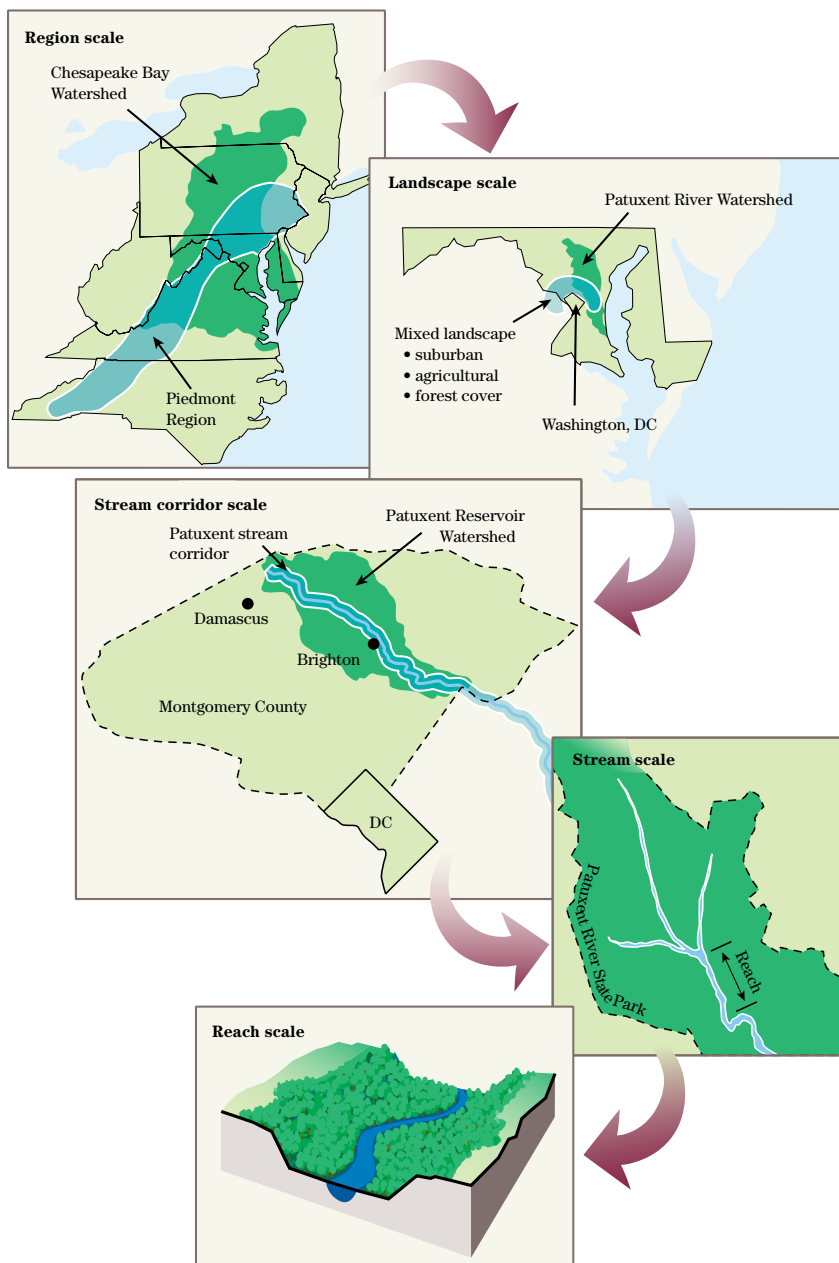 Region scale
Chesapeake Bay
Watershed
Piedmont
Region
Landscape scale
Patuxent River Watershed
Mixed landscape
• suburban
• agricultural
• forest cover
Washington, DC
Stream corridor scale
Patuxent stream
corridor
Patuxent Reservoir
Watershed
Damascus
Brighton
Montgomery County
DC
Stream scale
Patuxent River State Park
Reach
Reach scale